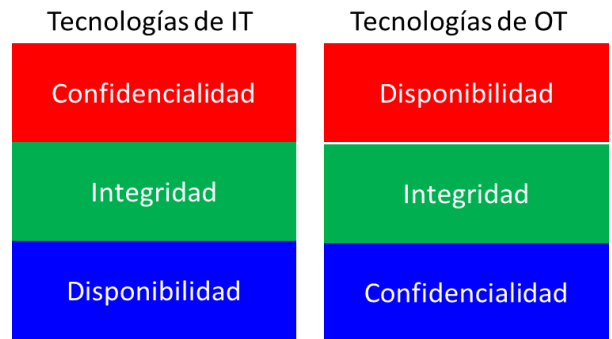 Tecnologías de IT
Confidencialidad
Integridad
Disponibilidad
Tecnologías de OT
Disponibilidad
Integridad
Confidencialidad